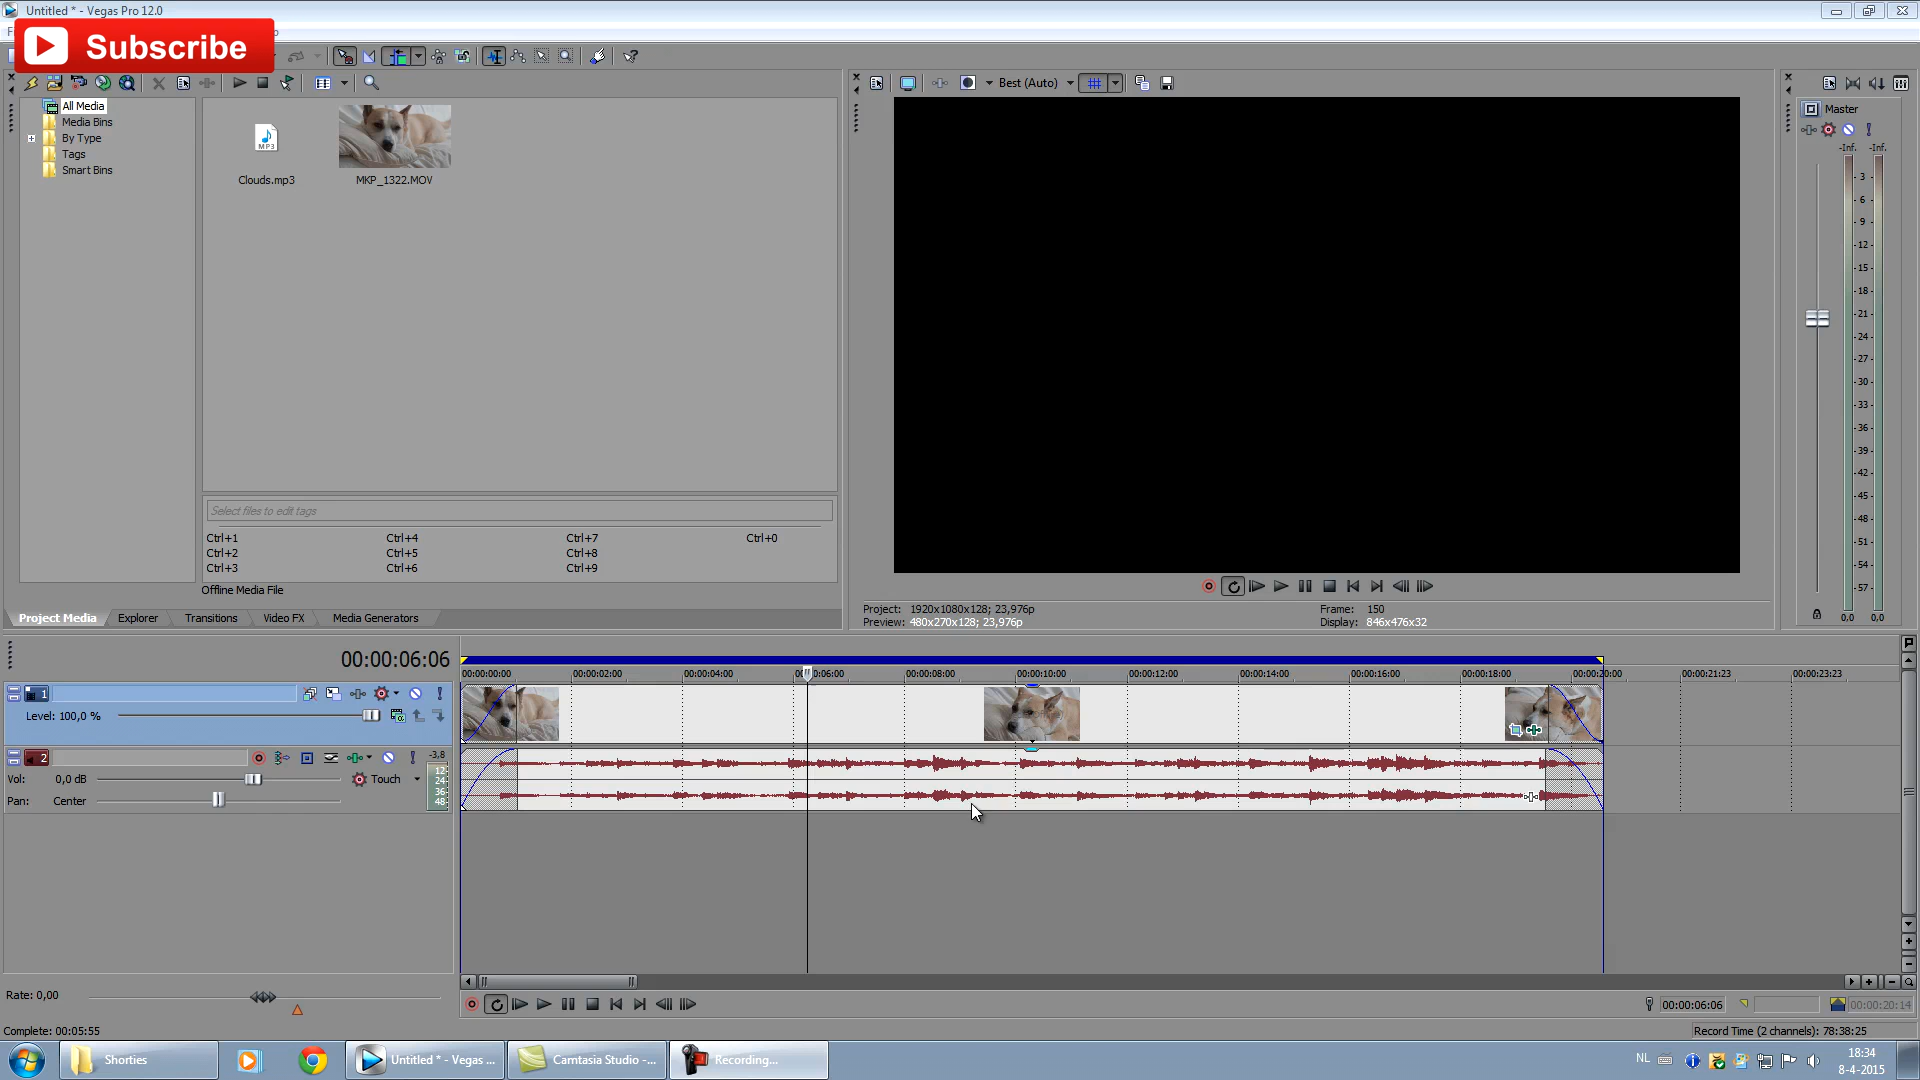 Untitled * - Vegas Pro 12.0
Subscribe
All Media
Media Bins
By Type
Tags
Smart Bins
MP3
Clouds.mp3
MKP_1322.MOV
Select files to edit tags
Ctrl+1 Ctrl+4 Ctrl+7 Ctrl+0
Ctrl+2 Ctrl+5 Ctrl+8
Ctrl+3 Ctrl+6 Ctrl+9
Offline Media File
Project Media Explorer Transitions Video FX Media Generators
Best (Auto)
Project: 1920x1080x128; 23,976p Frame: 150
Preview: 480x270x128; 23,976p Display: 846x476x32
Master
-Inf. -Inf.
3
6
9
12
15
18
21
24
27
30
33
36
39
42
45
48
51
54
57
0,0 0,0
00:00:06:06
00:00:00:00 00:00:02:00 00:00:04:00 0:06:00 00:00:08:00 00:00:10:00 00:00:12:00 00:00:14:00 00:00:16:00 00:00:18:00 00:00:20:00 00:00:21:23 00:00:23:23
1
Level: 100,0 %
2 -3,8
Vol: 0,0 dB Touch
Pan: Center
12
24
36
48
Rate: 0,00
00:00:06:06 00:00:20:14
Complete: 00:05:55
Record Time (2 channels): 78:38:25
Shorties Untitled * - Vegas ... Camtasia Studio -... Recording...
NL
18:34
8-4-2015